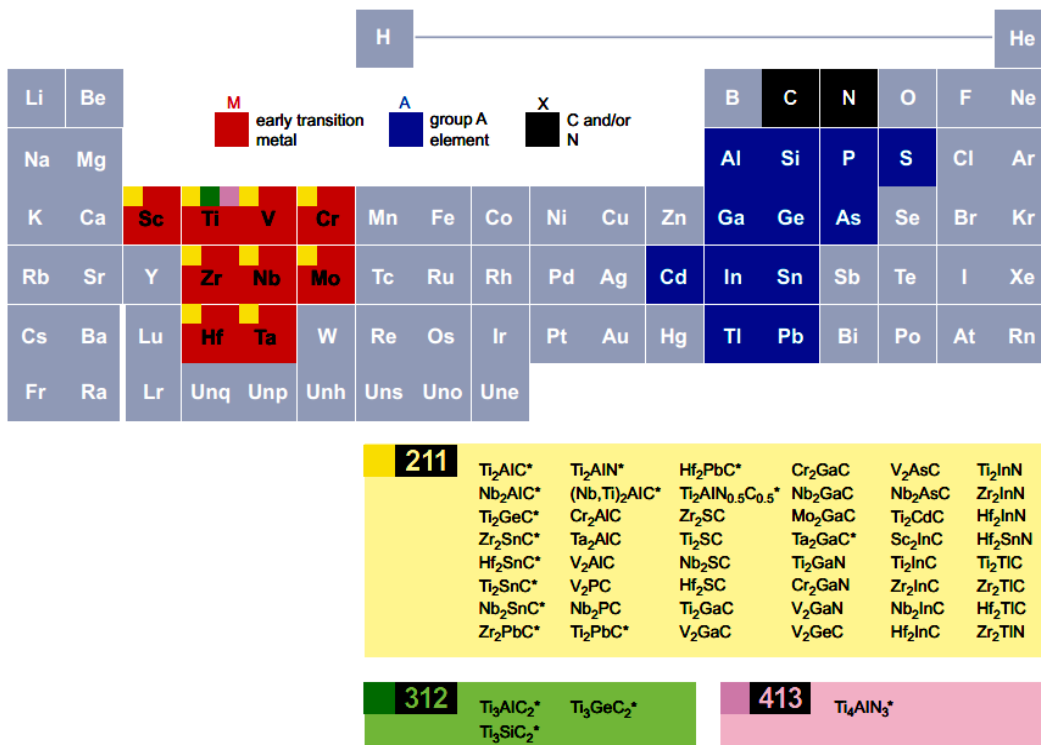 H He
Li Be B C N O F Ne
M A X
early transition metal group A element C and/or N
Na Mg Al Si P S Cl Ar
K Ca Sc Ti V Cr Mn Fe Co Ni Cu Zn Ga Ge As Se Br Kr
Rb Sr Y Zr Nb Mo Tc Ru Rh Pd Ag Cd In Sn Sb Te I Xe
Cs Ba Lu Hf Ta W Re Os Ir Pt Au Hg Tl Pb Bi Po At Rn
Fr Ra Lr Unq Unp Unh Uns Uno Une
211
Ti₂AlC* Ti₂AlN* Hf₂PbC* Cr₂GaC V₂AsC Ti₂InN
Nb₂AlC* (Nb,Ti)₂AlC* Ti₂AlN₀.₅C₀.₅* Nb₂GaC Nb₂AsC Zr₂InN
Ti₂GeC* Cr₂AlC Zr₂SC Mo₂GaC Ti₂CdC Hf₂InN
Zr₂SnC* Ta₂AlC Ti₂SC Ta₂GaC* Sc₂InC Hf₂SnN
Hf₂SnC* V₂AlC Nb₂SC Ti₂GaN Ti₂InC Ti₂TlC
Ti₂SnC* V₂PC Hf₂SC Cr₂GaN Zr₂InC Zr₂TlC
Nb₂SnC* Nb₂PC Ti₂GaC V₂GaN Nb₂InC Hf₂TlC
Zr₂PbC* Ti₂PbC* V₂GaC V₂GeC Hf₂InC Zr₂TlN
312
Ti₃AlC₂* Ti₃GeC₂*
Ti₃SiC₂*
413
Ti₄AlN₃*